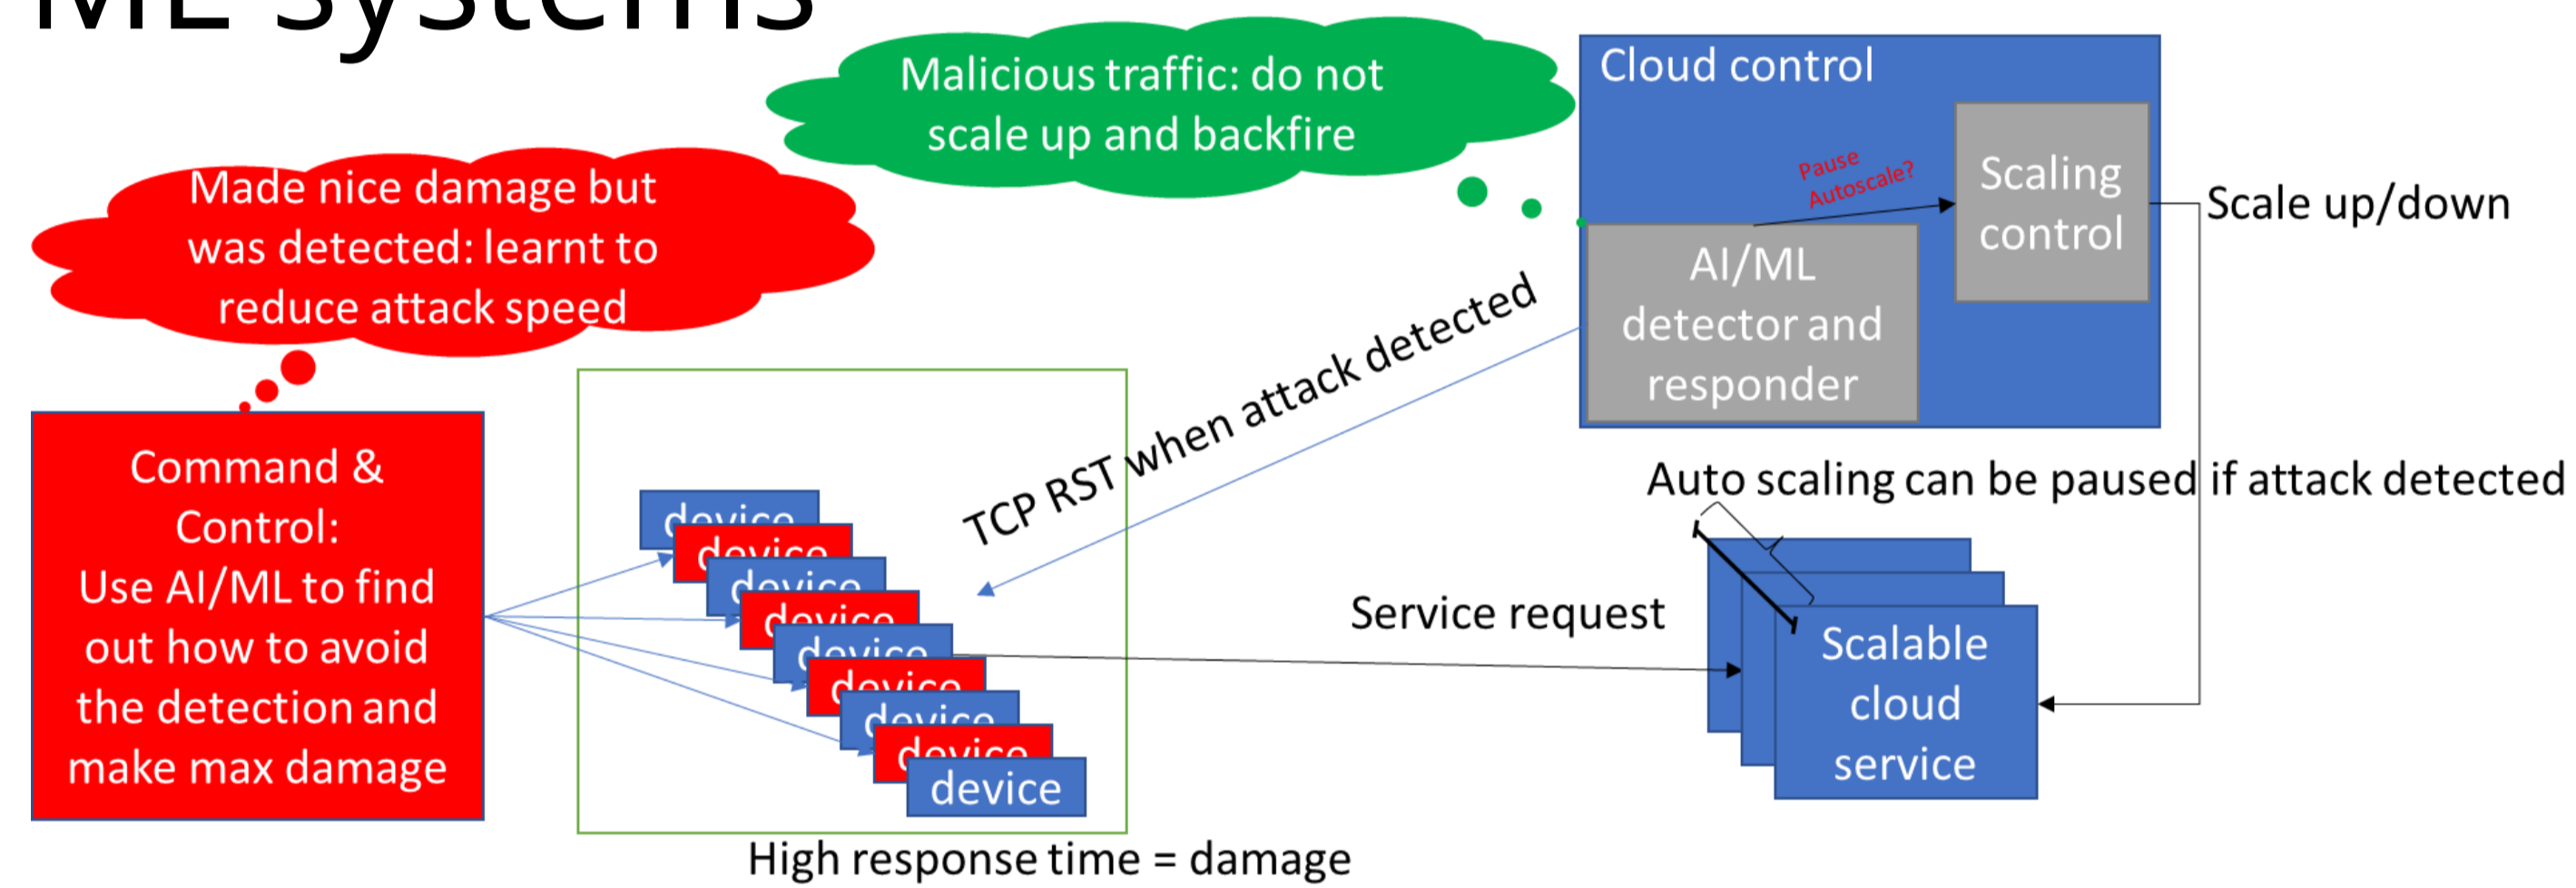 ML systems
Malicious traffic: do not
scale up and backfire
Cloud control
Made nice damage but
was detected: learnt to
reduce attack speed
Pause
Autoscale?
Scaling
control
Scale up/down
AI/ML
detector and
responder
TCP RST when attack detected
Command &
Control:
Use AI/ML to find
out how to avoid
the detection and
make max damage
device
device
device
device
device
device
device
device
device
Auto scaling can be paused if attack detected
Service request
Scalable
cloud
service
High response time = damage